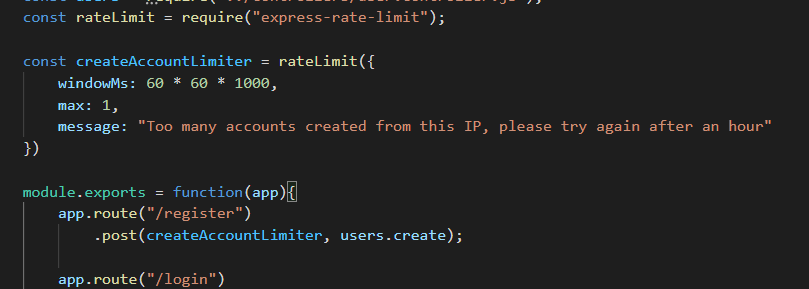 const rateLimit = require("express-rate-limit");
const createAccountLimiter = rateLimit({
windowMs: 60 * 60 * 1000,
max: 1,
message: "Too many accounts created from this IP, please try again after an hour"
})
module.exports = function(app){
app.route("/register")
.post(createAccountLimiter, users.create);
app.route("/login")